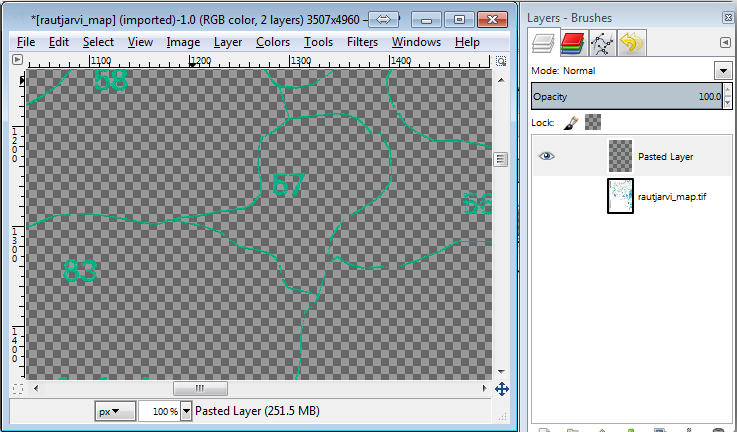 *[rautjarvi_map] (imported)-1.0 (RGB color, 2 layers) 3507x4960 –
File Edit Select View Image Layer Colors Tools Filters Windows Help
1100 1200 1300 1400
1200
1300
1400
58
67
83
px 100 % Pasted Layer (251.5 MB)
Layers - Brushes
Mode: Normal
Opacity 100.0
Lock:
Pasted Layer
rautjarvi_map.tif